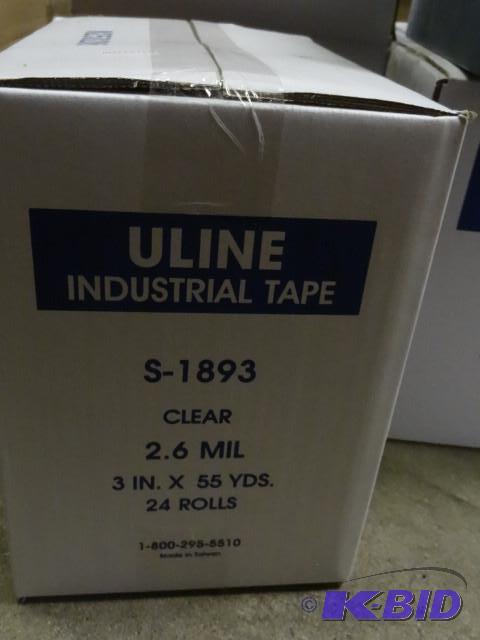 ULINE
ULINE
INDUSTRIAL TAPE
S-1893
CLEAR
2.6 MIL
3 IN. X 55 YDS.
24 ROLLS
1-800-295-5510
Made in Taiwan
© K-BID